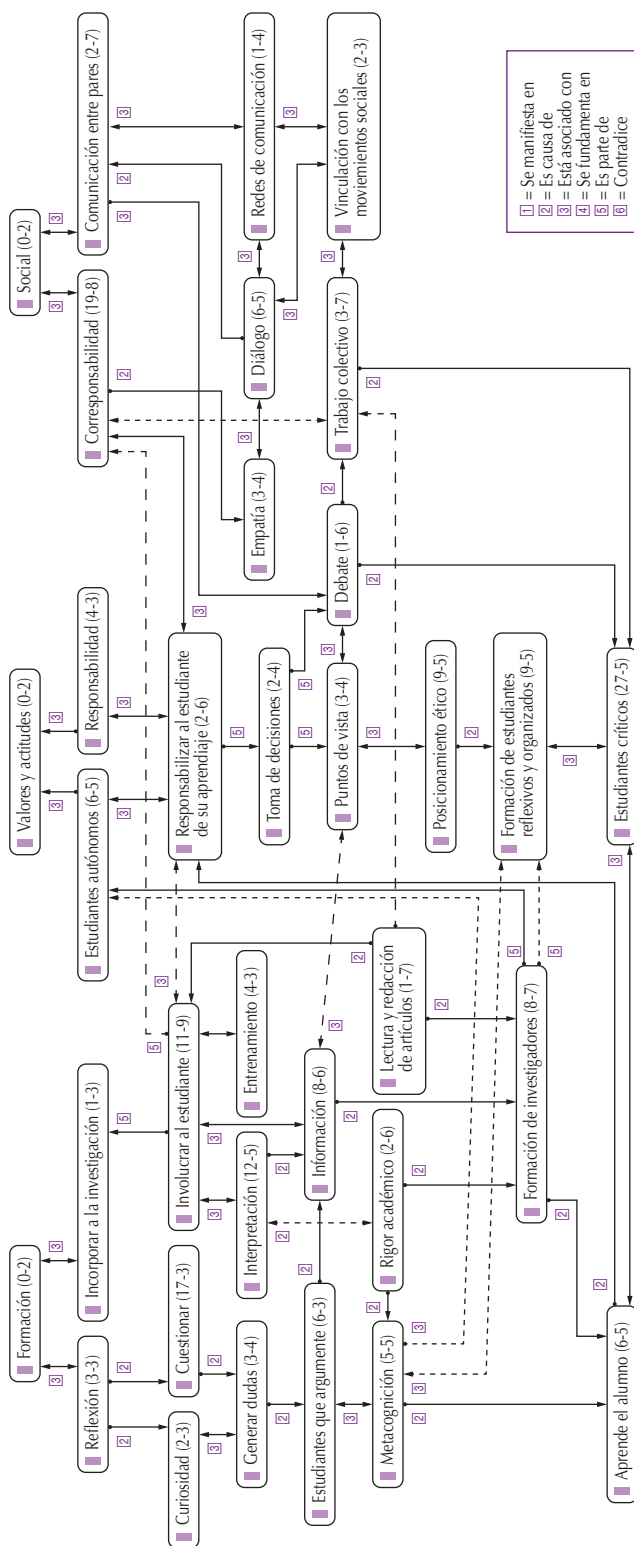 Formación (0-2)
Valores y actitudes (0-2)
Social (0-2)
Reflexión (3-3)
Incorporar a la investigación (1-3)
Estudiantes autónomos (6-5)
Responsabilidad (4-3)
Corresponsabilidad (19-8)
Comunicación entre pares (2-7)
Curiosidad (2-3)
Cuestionar (17-3)
Involucrar al estudiante (11-9)
Responsabilizar al estudiante
de su aprendiaje (2-6)
Generar dudas (3-4)
Interpretación (12-5)
Entrenamiento (4-3)
Toma de decisiones (2-4)
Empatía (3-4)
Diálogo (6-5)
Redes de comunicación (1-4)
Estudiantes que argumente (6-3)
Información (8-6)
Puntos de vista (3-4)
Debate (1-6)
Trabajo colectivo (3-7)
Vinculación con los
moviemientos sociales (2-3)
Metacognición (5-5)
Rigor académico (2-6)
Lectura y redacción
de artículos (1-7)
Posicionamiento ético (9-5)
Formación de investigadores (8-7)
Formación de estudiantes
reflexivos y organizados (9-5)
Aprende el alumno (6-5)
Estudiantes críticos (27-5)
1 = Se manifiesta en
2 = Es causa de
3 = Está asociado con
4 = Se fundamenta en
5 = Es parte de
6 = Contradice